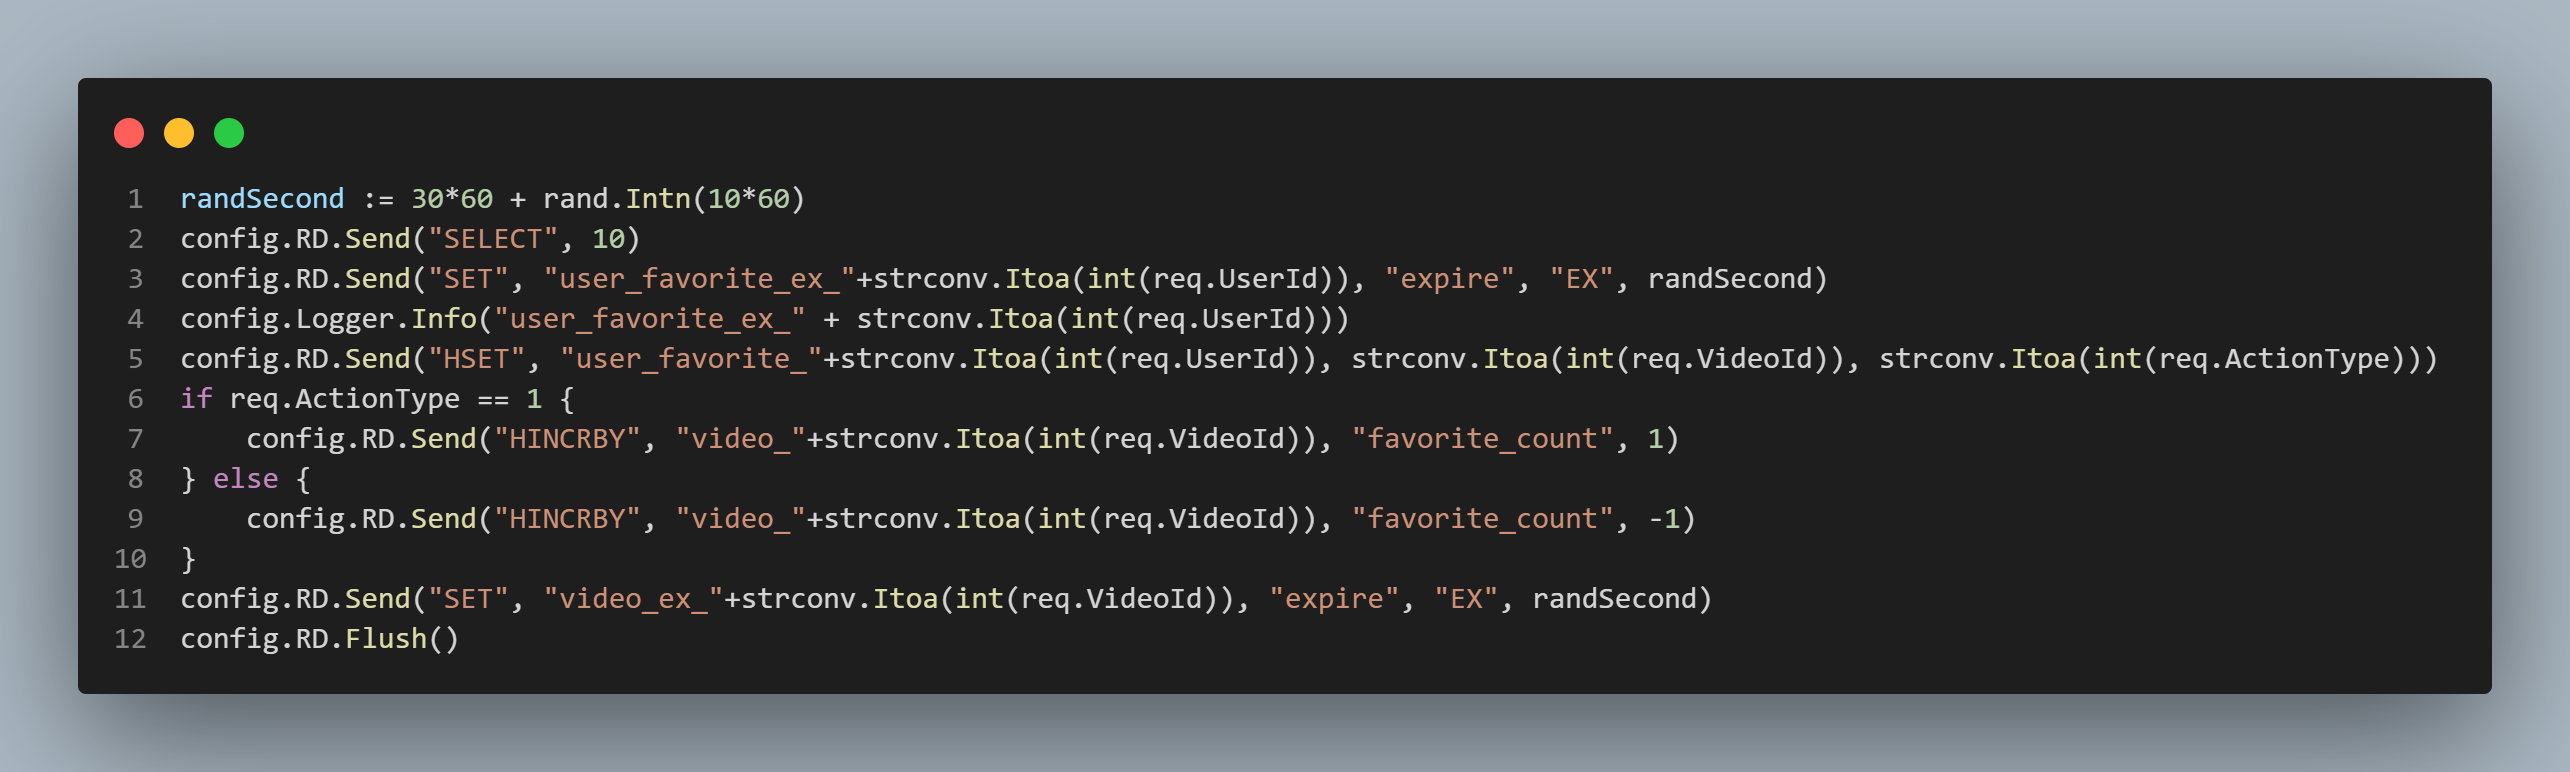 1 randSecond := 30*60 + rand.Intn(10*60)
2 config.RD.Send("SELECT", 10)
3 config.RD.Send("SET", "user_favorite_ex_"+strconv.Itoa(int(req.UserId)), "expire", "EX", randSecond)
4 config.Logger.Info("user_favorite_ex_" + strconv.Itoa(int(req.UserId)))
5 config.RD.Send("HSET", "user_favorite_"+strconv.Itoa(int(req.UserId)), strconv.Itoa(int(req.VideoId)), strconv.Itoa(int(req.ActionType)))
6 if req.ActionType == 1 {
7     config.RD.Send("HINCRBY", "video_"+strconv.Itoa(int(req.VideoId)), "favorite_count", 1)
8 } else {
9     config.RD.Send("HINCRBY", "video_"+strconv.Itoa(int(req.VideoId)), "favorite_count", -1)
10 }
11 config.RD.Send("SET", "video_ex_"+strconv.Itoa(int(req.VideoId)), "expire", "EX", randSecond)
12 config.RD.Flush()